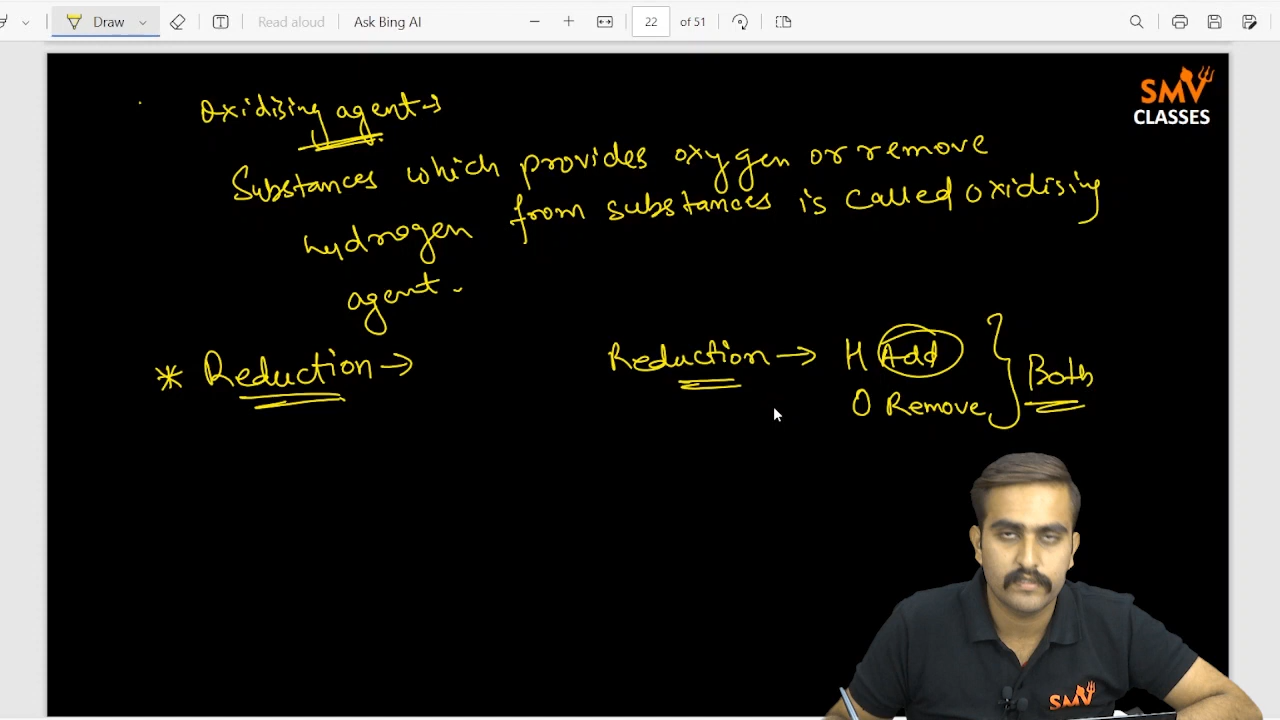 Draw
Read aloud
Ask Bing AI
22 of 51
SMV
CLASSES
Oxidising agent→
Substances which provides oxygen or remove
hydrogen from substances is called oxidising
agent.
* Reduction →
Reduction → H Add
O Remove
Both
SMV